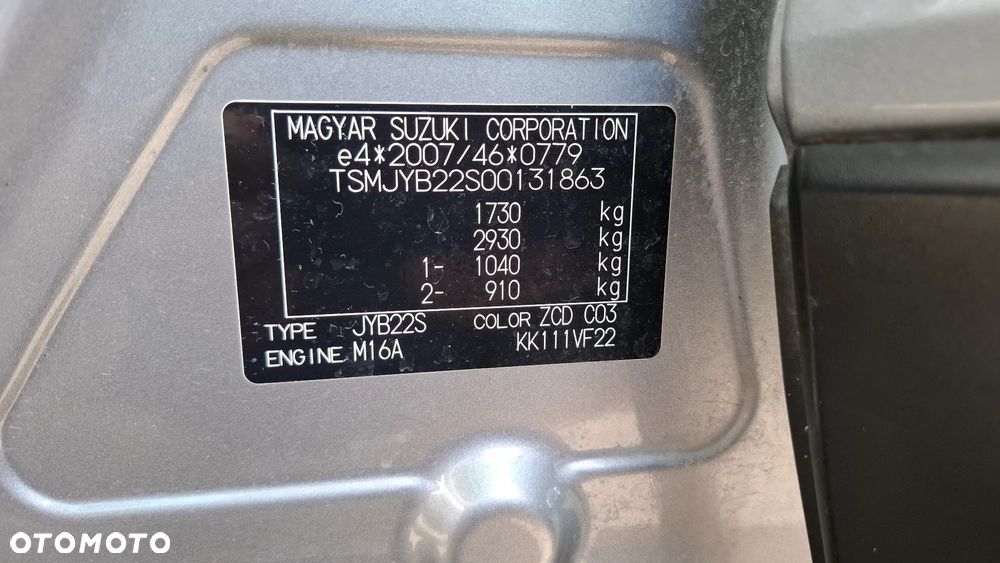 MAGYAR SUZUKI CORPORATION
e4*2007/46*0779
TSMJYB22S00131863
1730 kg
2930 kg
1- 1040 kg
2- 910 kg
TYPE JYB22S COLOR ZCD C03
ENGINE M16A KK111VF22
OTOMOTO